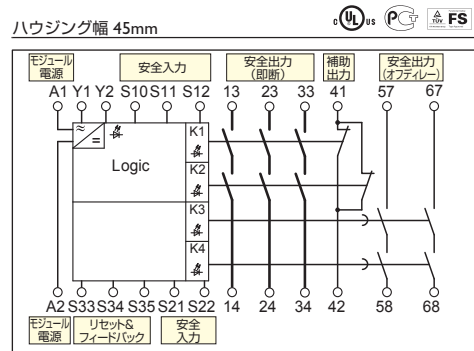 ハウジング幅 45mm
c UL US PCT TÜV FS
モジュール 電源
安全入力
安全出力 (即断)
補助 出力
安全出力 (オフディレー)
A1 Y1 Y2 S10 S11 S12 13 23 33 41 57 67
K1
Logic
K2
K3
K4
A2 S33 S34 S35 S21 S22 14 24 34 42 58 68
モジュール 電源
リセット& フィードバック
安全 入力